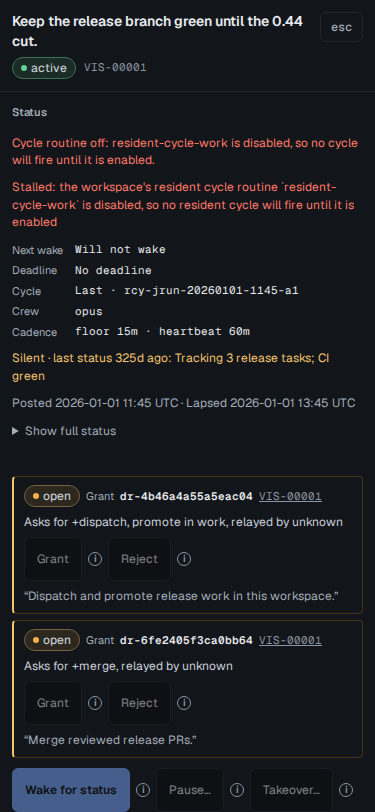 Keep the release branch green until the 0.44
cut.
esc
active VIS-00001
Status
Cycle routine off: resident-cycle-work is disabled, so no cycle
will fire until it is enabled.
Stalled: the workspace's resident cycle routine `resident-
cycle-work` is disabled, so no resident cycle will fire until it is
enabled
Next wake Will not wake
Deadline No deadline
Cycle Last · rcy-jrun-20260101-1145-a1
Crew opus
Cadence floor 15m · heartbeat 60m
Silent · last status 325d ago: Tracking 3 release tasks; CI
green
Posted 2026-01-01 11:45 UTC · Lapsed 2026-01-01 13:45 UTC
▶ Show full status
open Grant dr-4b46a4a55a5eac04 VIS-00001
Asks for +dispatch, promote in work, relayed by unknown
Grant i Reject i
“Dispatch and promote release work in this workspace.”
open Grant dr-6fe2405f3ca0bb64 VIS-00001
Asks for +merge, relayed by unknown
Grant i Reject i
“Merge reviewed release PRs.”
Wake for status i Pause… i Takeover… i